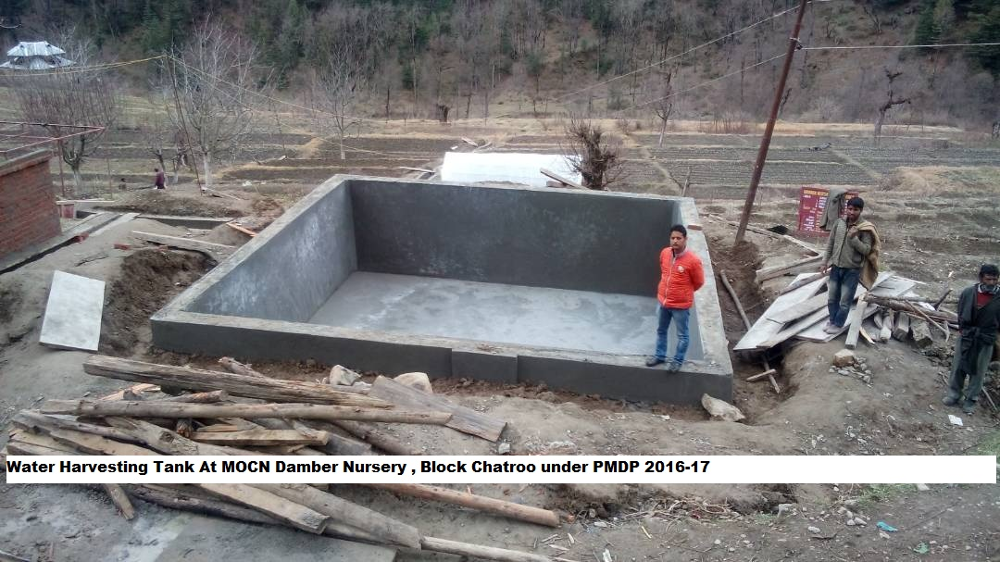 Water Harvesting Tank At MOCN Damber Nursery , Block Chatroo under PMDP 2016-17